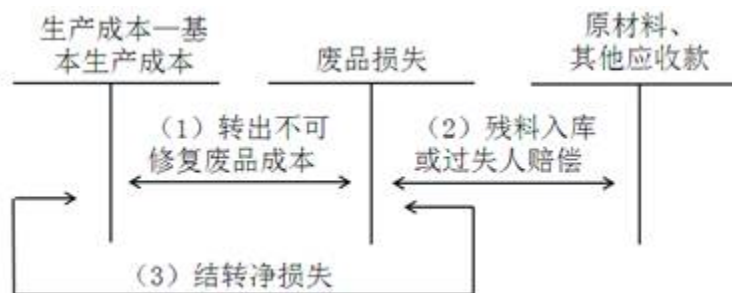 生产成本—基
本生产成本
废品损失
原材料、
其他应收款
（1）转出不可
修复废品成本
（2）残料入库
或过失人赔偿
（3）结转净损失